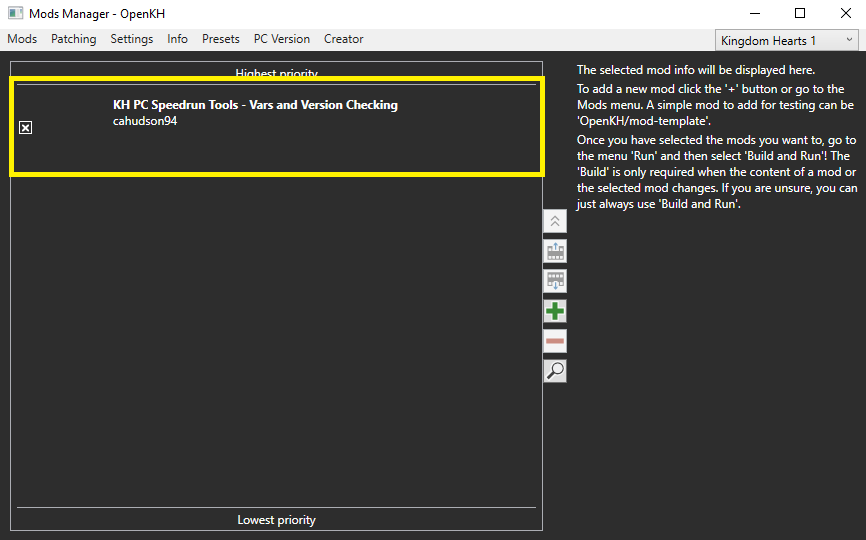 Mods Manager - OpenKH
Mods Patching Settings Info Presets PC Version Creator
Kingdom Hearts 1
Highest priority
KH PC Speedrun Tools - Vars and Version Checking
cahudson94
Lowest priority
The selected mod info will be displayed here.
To add a new mod click the '+' button or go to the
Mods menu. A simple mod to add for testing can be
'OpenKH/mod-template'.
Once you have selected the mods you want to, go to
the menu 'Run' and then select 'Build and Run'! The
'Build' is only required when the content of a mod or
the selected mod changes. If you are unsure, you can
just always use 'Build and Run'.